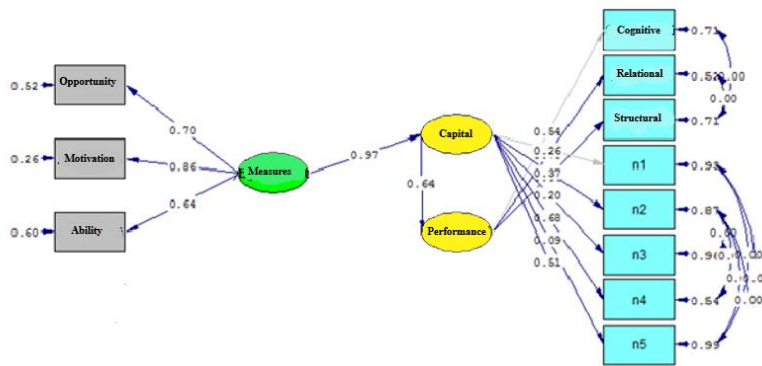 Cognitive
0.71
Opportunity
0.52
Relational
0.00
0.00
0.70
Structural
0.71
Capital
0.54
0.26
Motivation
0.26
0.86
Measures
0.97
n1
0.93
0.37
0.64
0.20
n2
0.64
0.68
Ability
0.60
Performance
0.09
n3
0.51
n4
0.54
0.00
n5
0.99